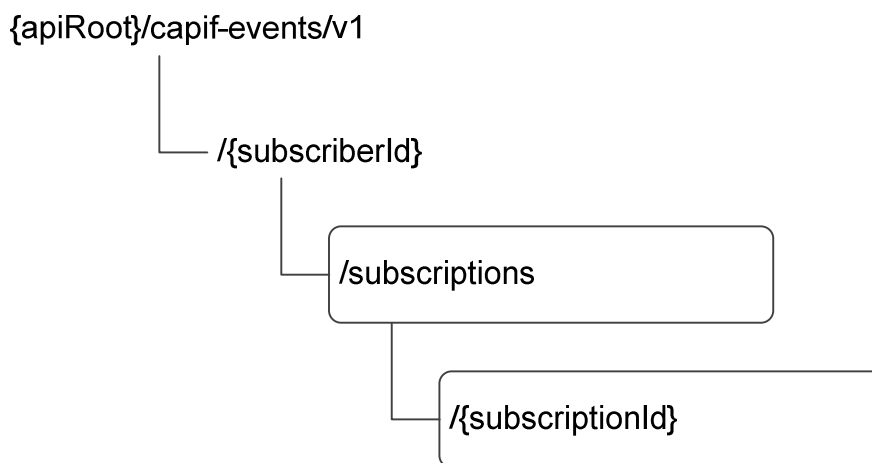 {apiRoot}/capif-events/v1
/{subscriberId}
/subscriptions
/{subscriptionId}